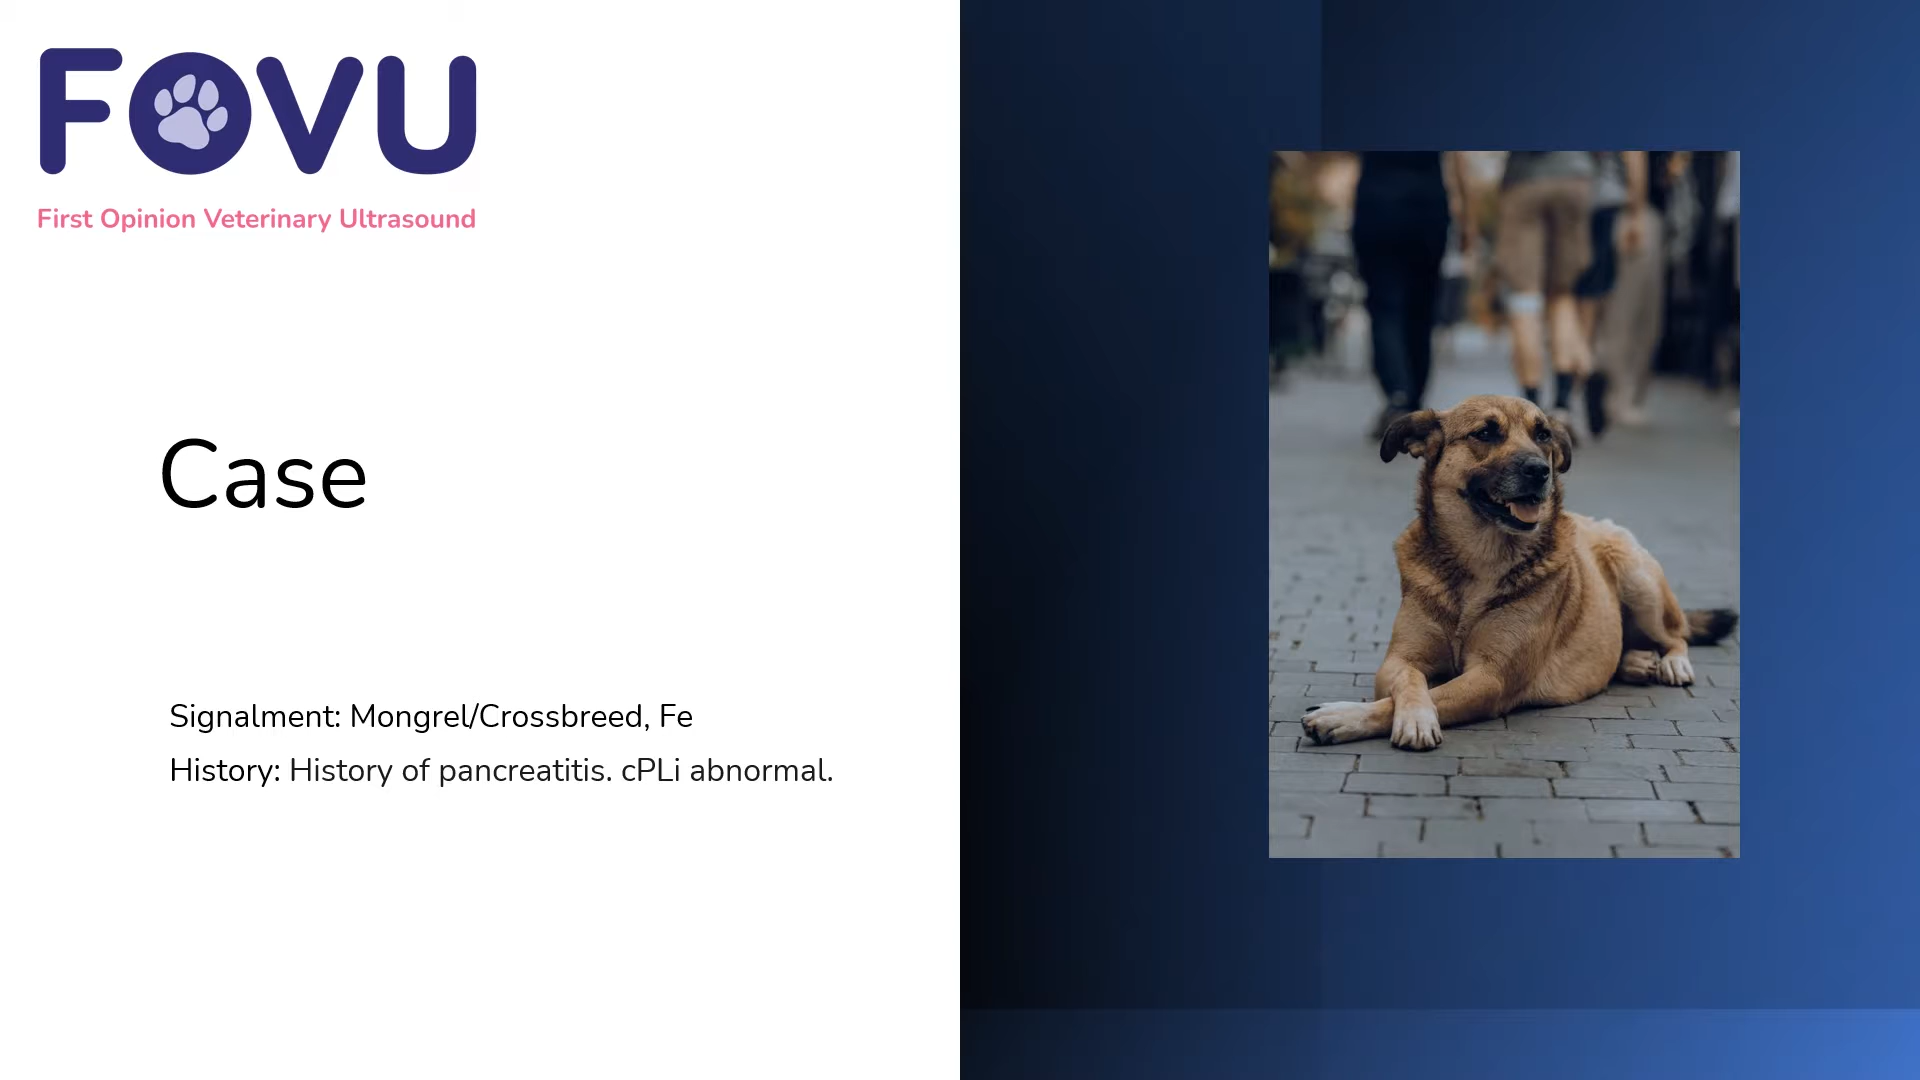 FOVU
First Opinion Veterinary Ultrasound
Case
Signalment: Mongrel/Crossbreed, Fe
History: History of pancreatitis. cPLi abnormal.